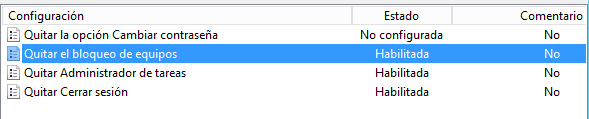 Configuración Estado Comentario
Quitar la opción Cambiar contraseña No configurada No
Quitar el bloqueo de equipos Habilitada No
Quitar Administrador de tareas Habilitada No
Quitar Cerrar sesión Habilitada No